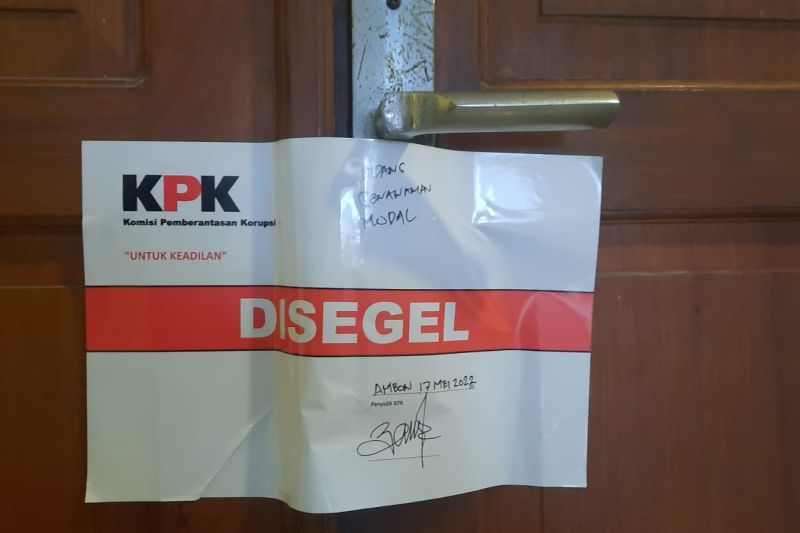 KPK
Komisi Pemberantasan Korupsi
"UNTUK KEADILAN"
BIDANG
PENANAMAN
MODAL
DISEGEL
AMBON 17 MEI 2022
Penyidik KPK